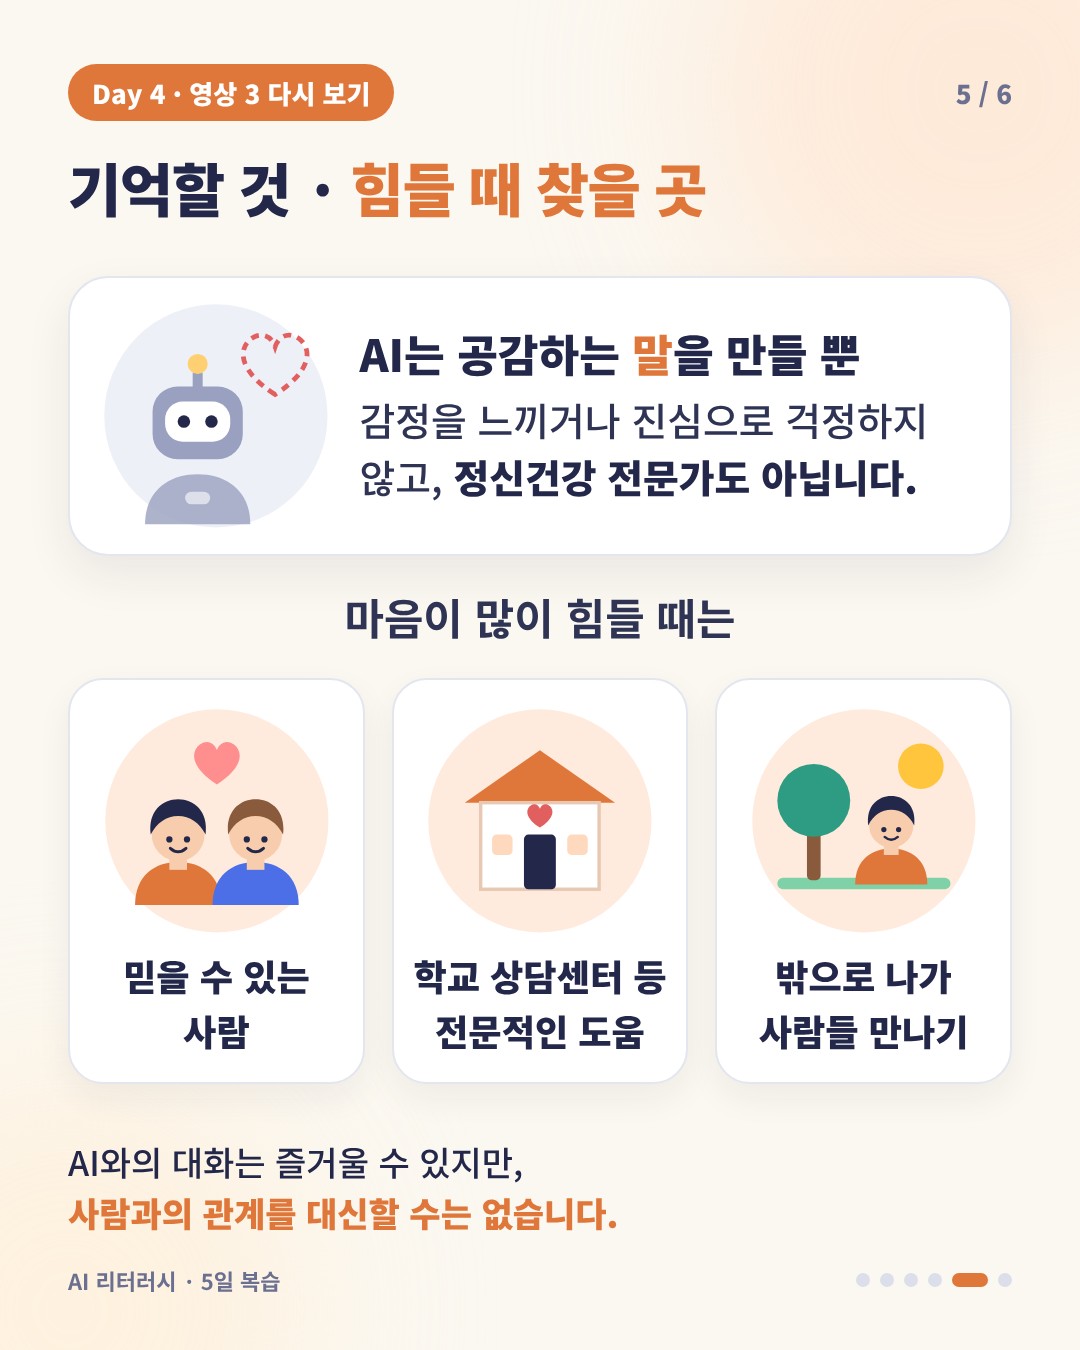 Day 4 · 영상 3 다시 보기
5 / 6
기억할 것 · 힘들 때 찾을 곳
AI는 공감하는 말을 만들 뿐
감정을 느끼거나 진심으로 걱정하지
않고, 정신건강 전문가도 아닙니다.
마음이 많이 힘들 때는
믿을 수 있는
사람
학교 상담센터 등
전문적인 도움
밖으로 나가
사람들 만나기
AI와의 대화는 즐거울 수 있지만,
사람과의 관계를 대신할 수는 없습니다.
AI 리터러시 · 5일 복습